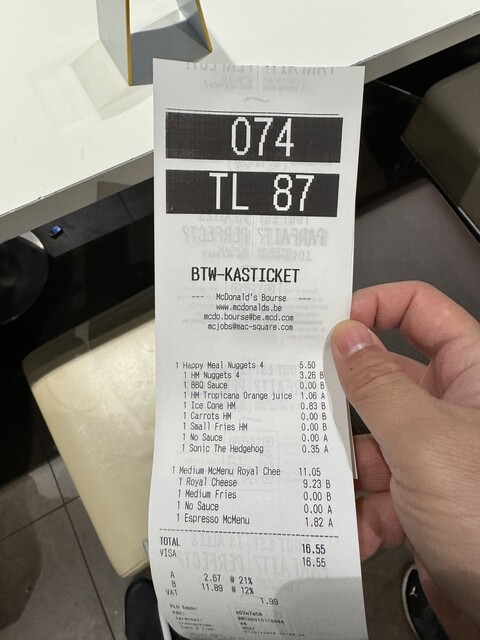 074
TL 87
BTW-KASTICKET
--- McDonald's Bourse ---
www.mcdonalds.be
mcdo.bourse@be.mcd.com
mcjobs@mac-square.com
1 Happy Meal Nuggets 4 5.50
1 HM Nuggets 4 3.26 B
1 BBQ Sauce 0.00 B
1 HM Tropicana Orange juice 1.06 A
1 Ice Cone HM 0.83 B
1 Carrots HM 0.00 B
1 Small Fries HM 0.00 B
1 No Sauce 0.00 A
1 Sonic The Hedgehog 0.35 A
1 Medium McMenu Royal Chee 11.05
1 Royal Cheese 9.23 B
1 Medium Fries 0.00 B
1 No Sauce 0.00 A
1 Espresso McMenu 1.82 A
TOTAL 16.55
VISA 16.55
A 2.67 @ 21%
B 11.89 @ 12%
VAT 1.99
PLU hash: